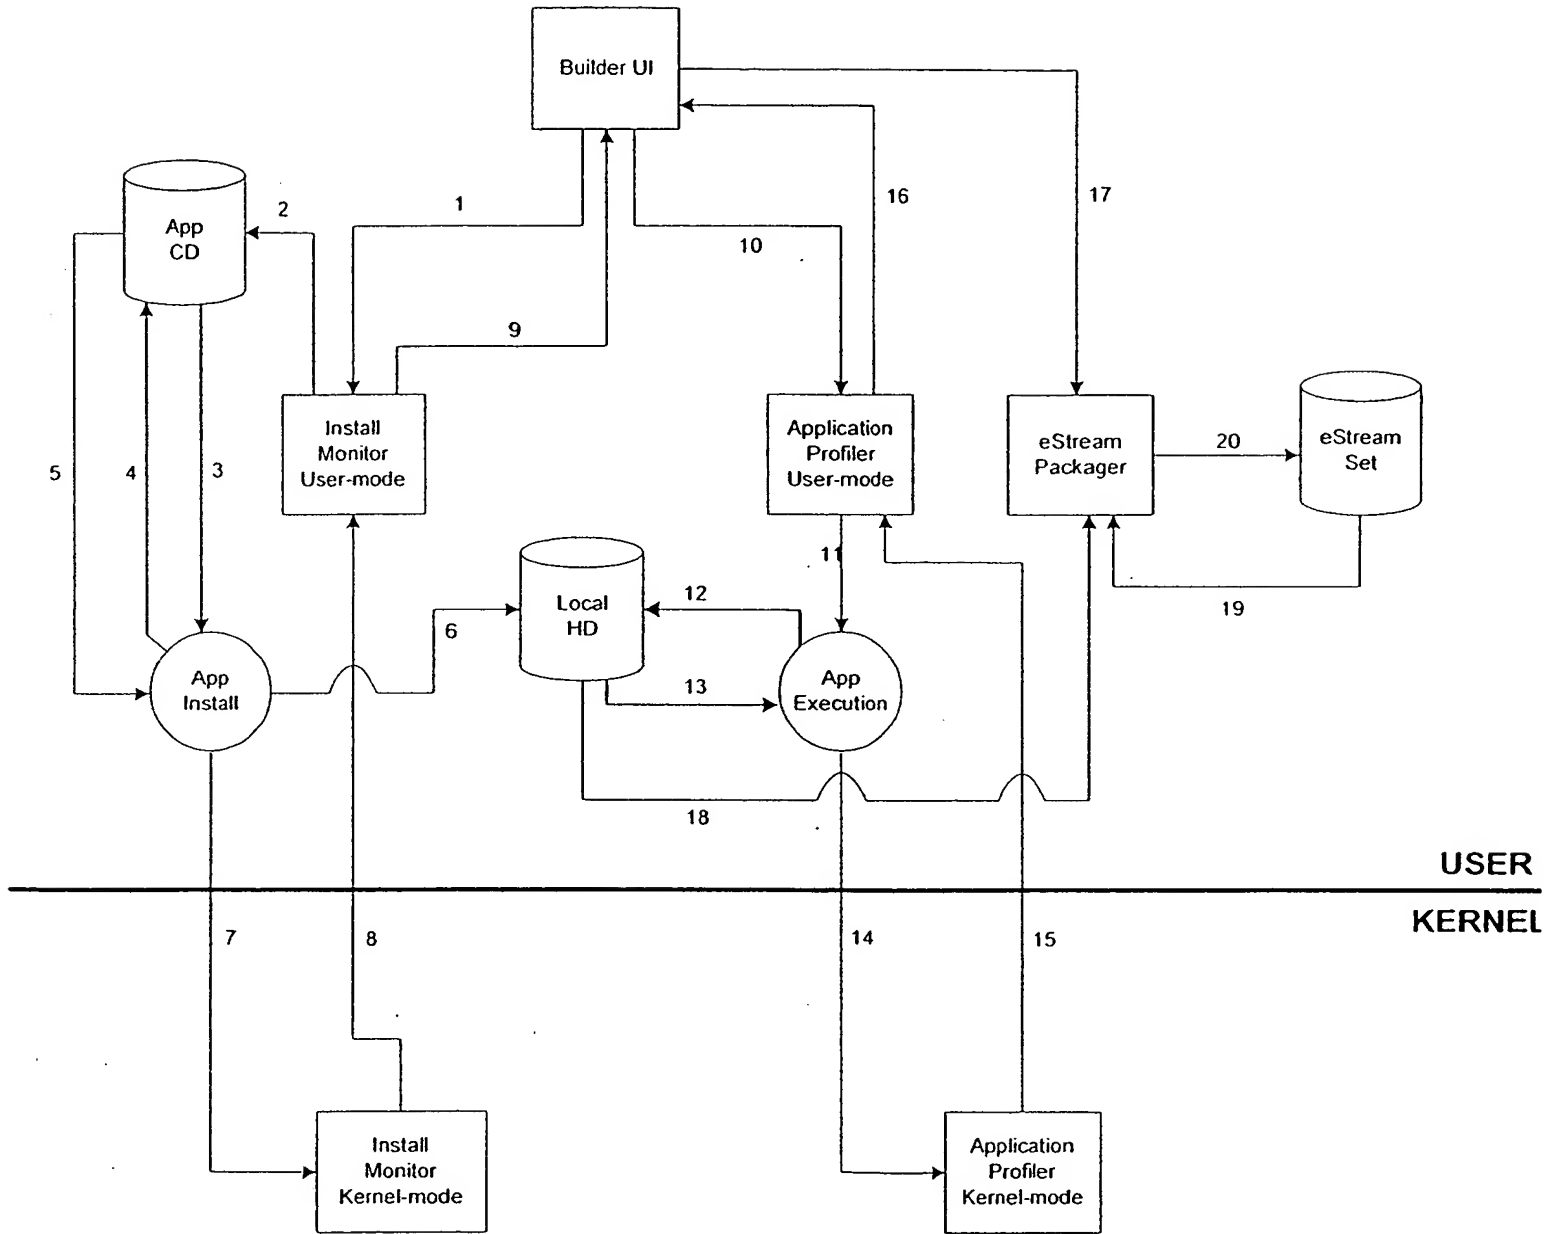 Builder UI
16
17
App
CD
2
1
10
9
Install
Monitor
User-mode
Application
Profiler
User-mode
eStream
Packager
20
eStream
Set
5
4
3
11
Local
HD
12
19
6
App
Install
13
App
Execution
18
USER
KERNEL
7
8
14
15
Install
Monitor
Kernel-mode
Application
Profiler
Kernel-mode